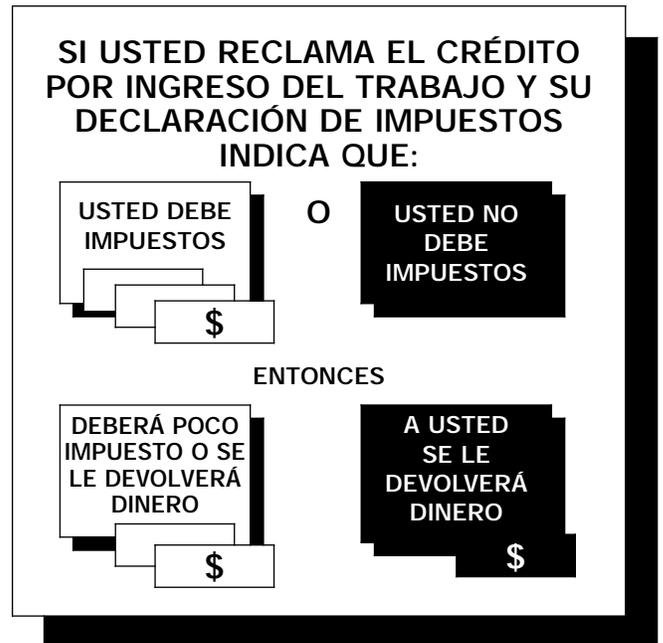 SI USTED RECLAMA EL CRÉDITO
POR INGRESO DEL TRABAJO Y SU
DECLARACIÓN DE IMPUESTOS
INDICA QUE:
USTED DEBE
IMPUESTOS
$
O
USTED NO
DEBE
IMPUESTOS
ENTONCES
DEBERÁ POCO
IMPUESTO O SE
LE DEVOLVERÁ
DINERO
$
A USTED
SE LE
DEVOLVERÁ
DINERO
$